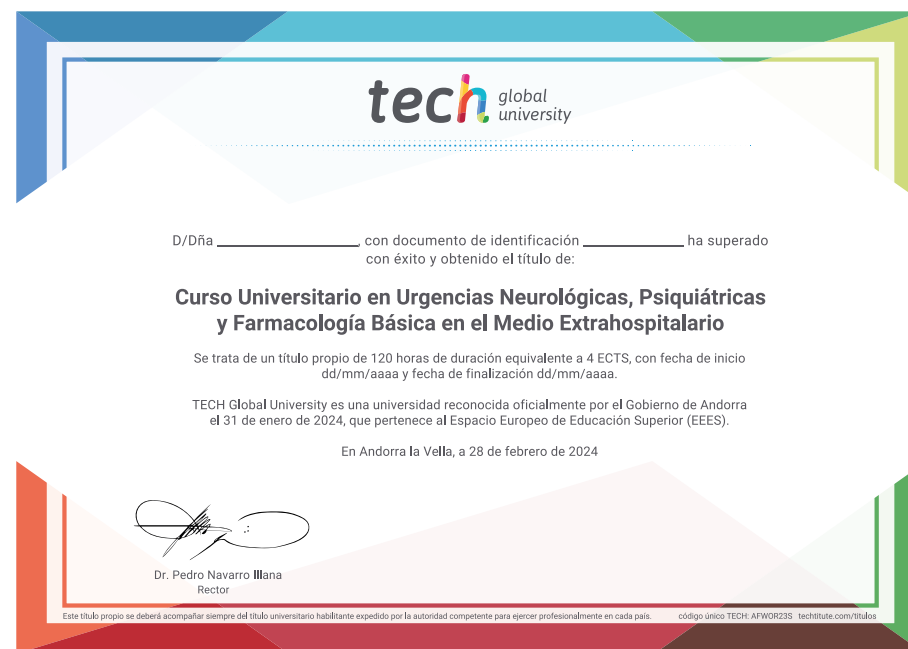 tech global university
D/Dña ____________________, con documento de identificación ______________ ha superado
con éxito y obtenido el título de:
Curso Universitario en Urgencias Neurológicas, Psiquiátricas
y Farmacología Básica en el Medio Extrahospitalario
Se trata de un título propio de 120 horas de duración equivalente a 4 ECTS, con fecha de inicio
dd/mm/aaaa y fecha de finalización dd/mm/aaaa.
TECH Global University es una universidad reconocida oficialmente por el Gobierno de Andorra
el 31 de enero de 2024, que pertenece al Espacio Europeo de Educación Superior (EEES).
En Andorra la Vella, a 28 de febrero de 2024
Dr. Pedro Navarro Illana
Rector
Este título propio se deberá acompañar siempre del título universitario habilitante expedido por la autoridad competente para ejercer profesionalmente en cada país. código único TECH: AFWOR23S techtitute.com/titulos